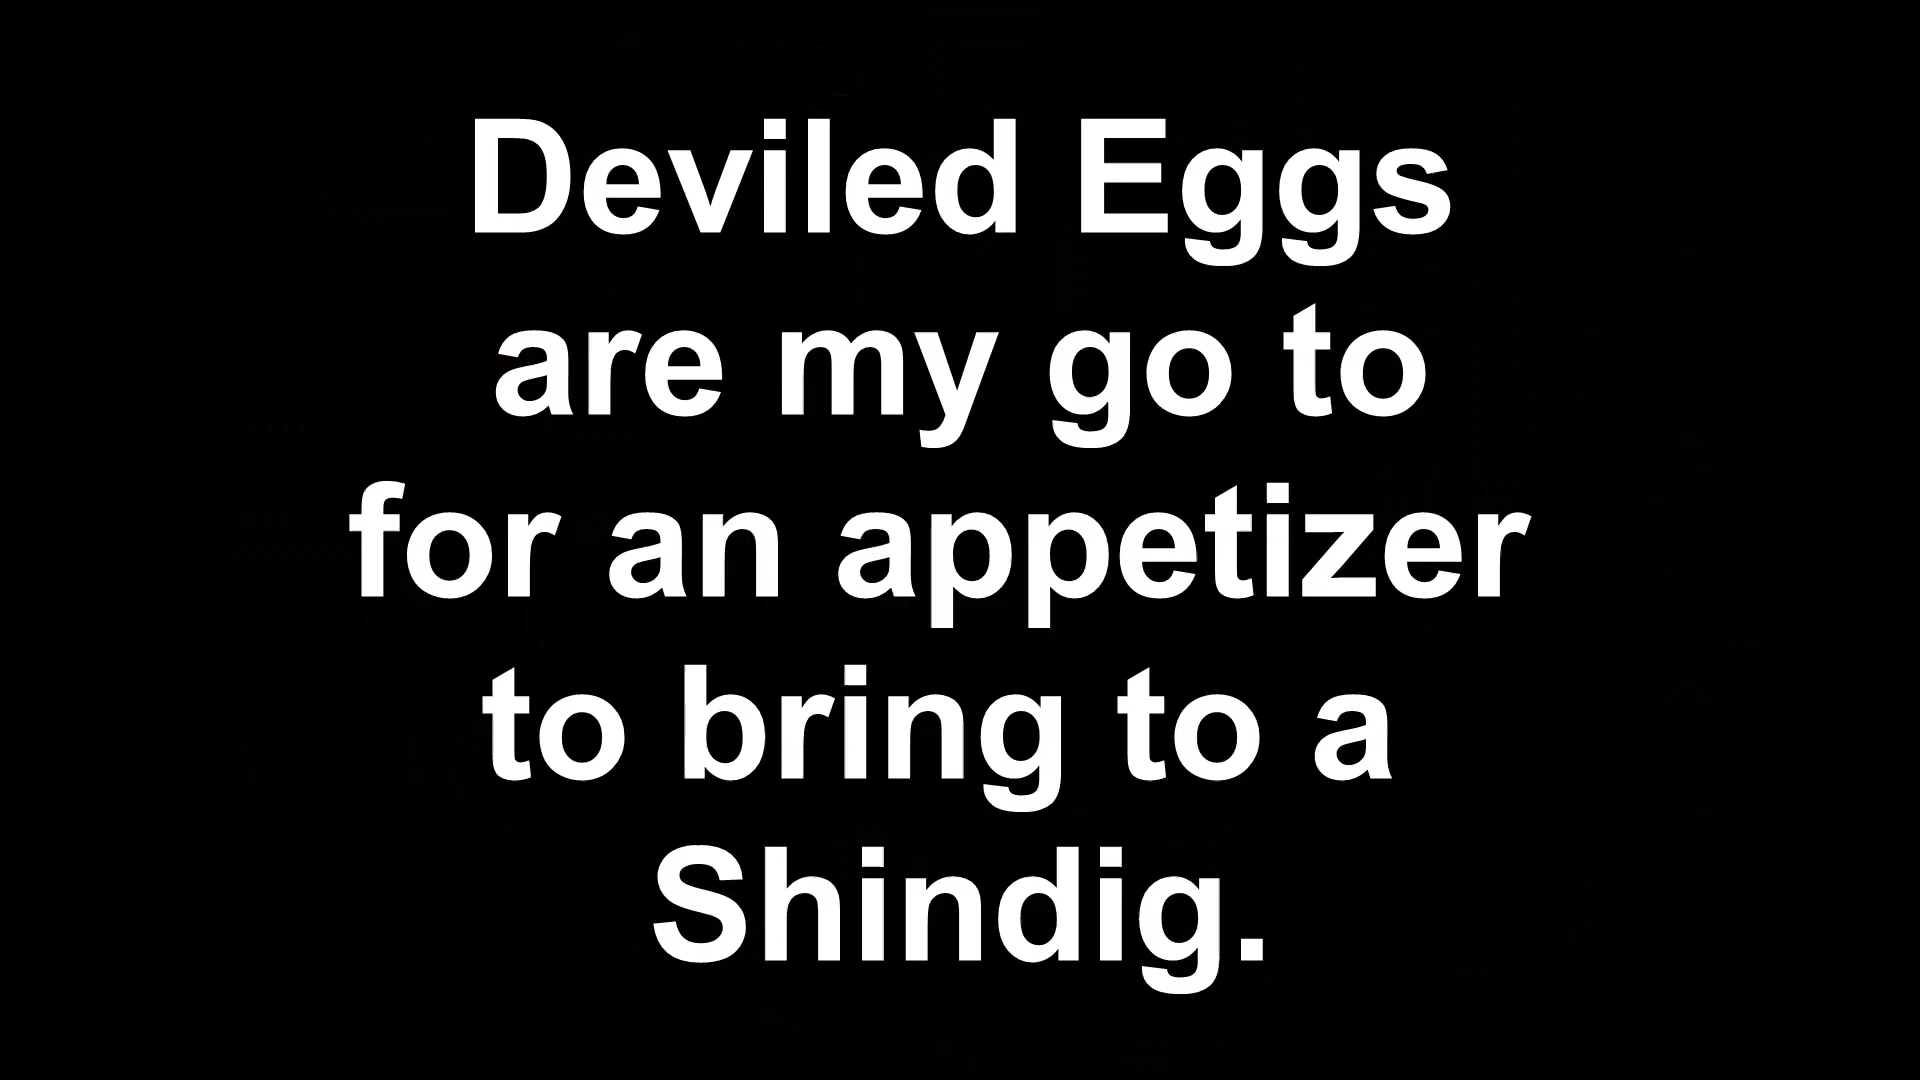 Deviled Eggs
are my go to
for an appetizer
to bring to a
Shindig.